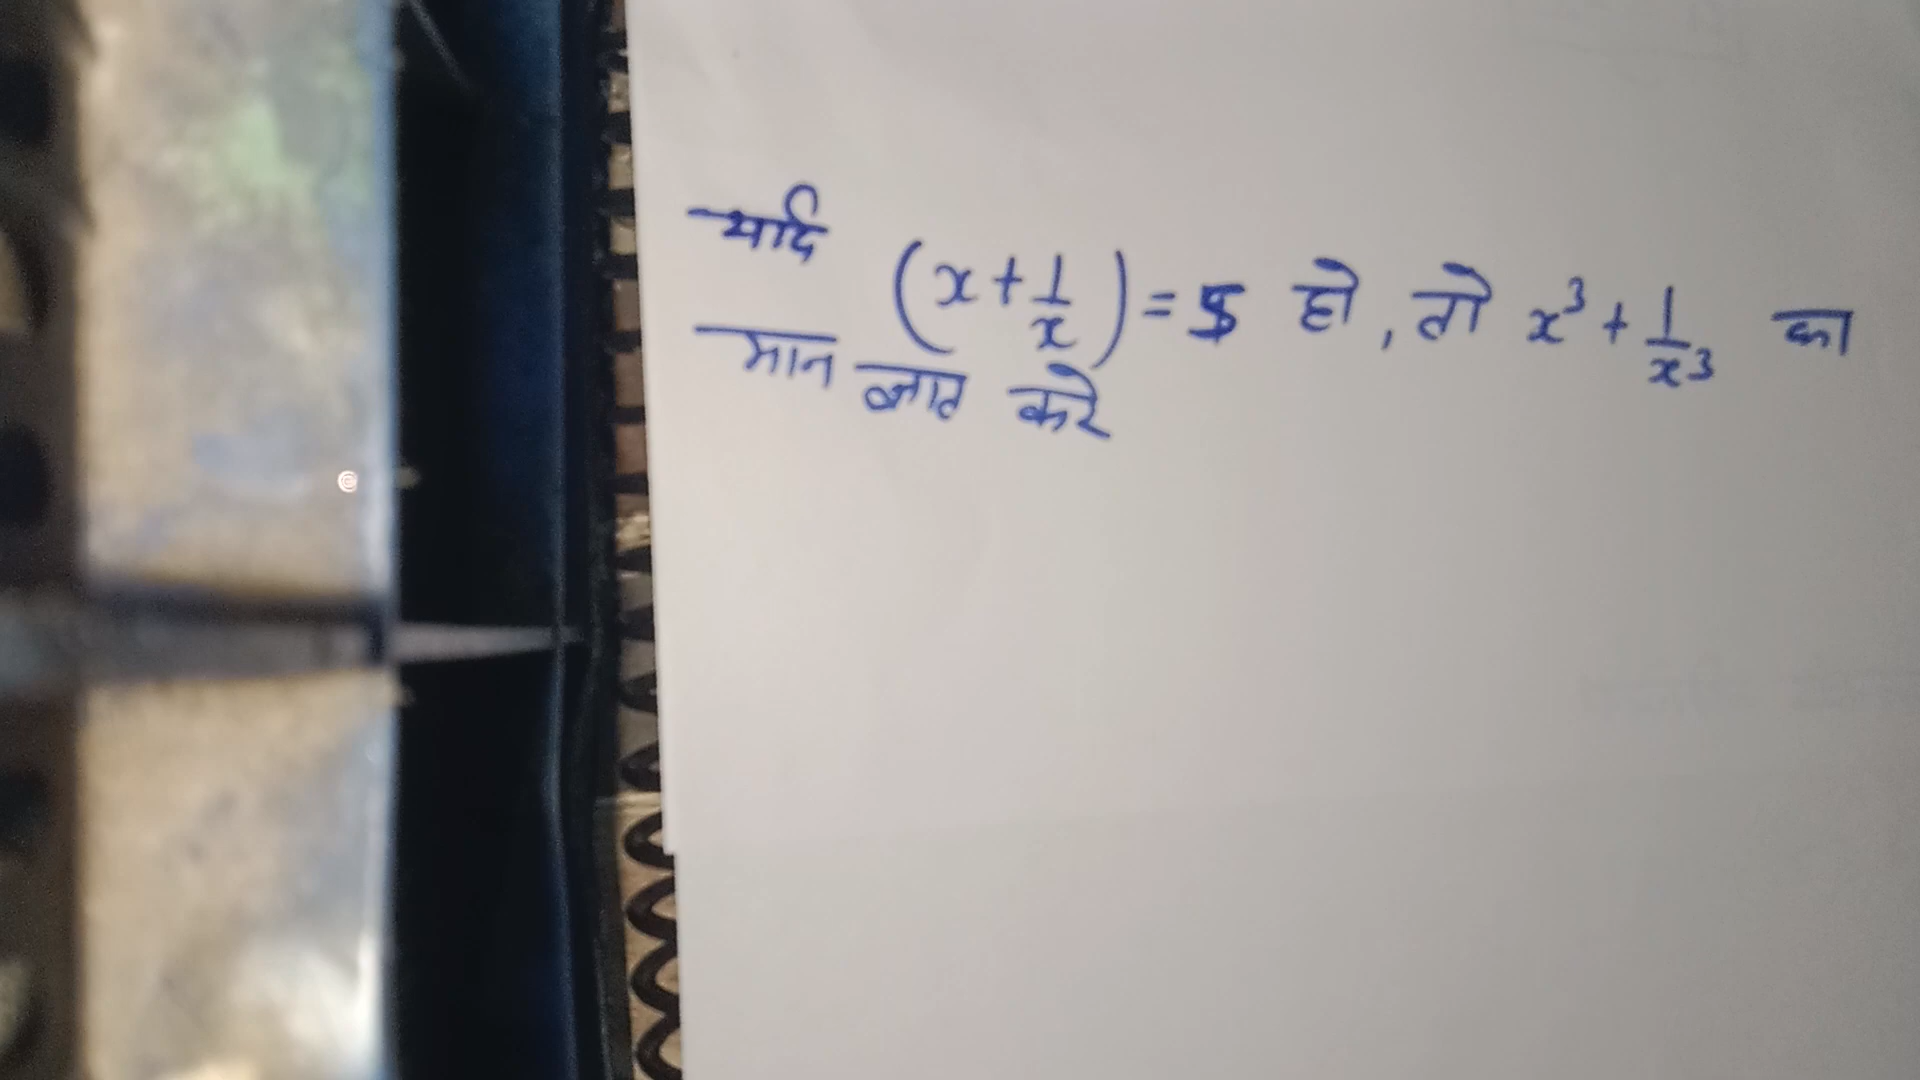 यदि (x + 1/x) = 5 हो, तो x³ + 1/x³ का
मान ज्ञात करे